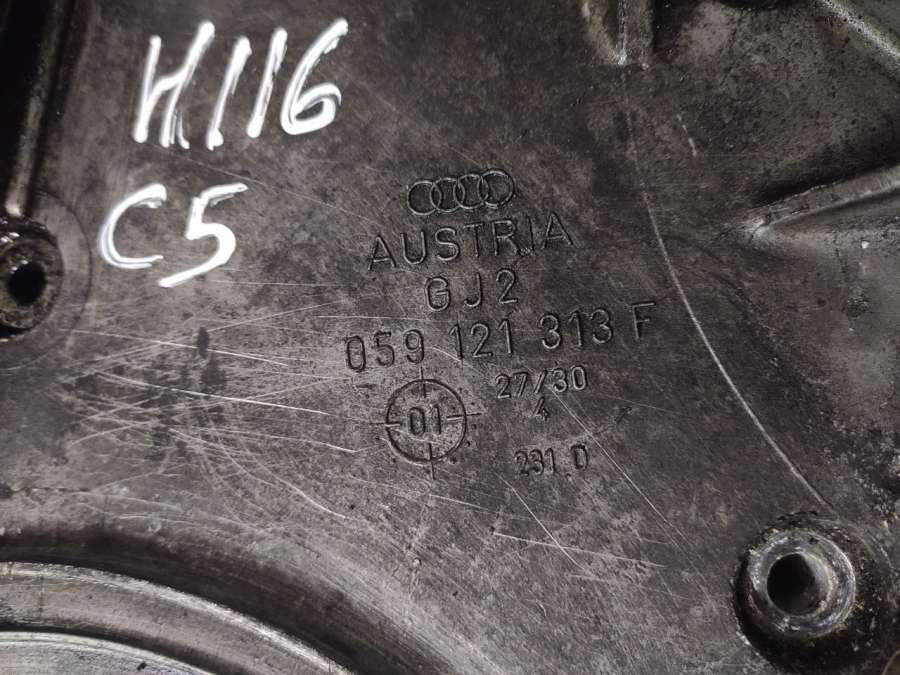 H116
C5
AUSTRIA
GJ2
059 121 313 F
27/30
4
01
231 D